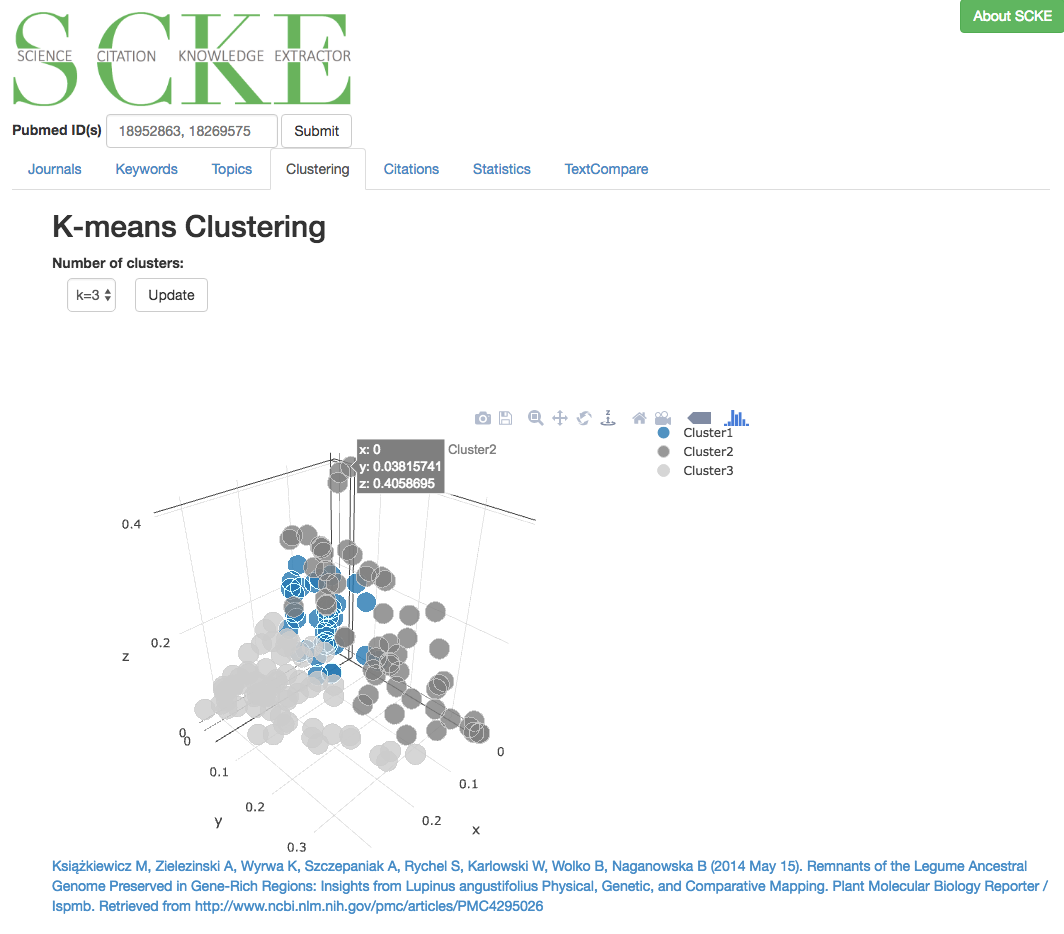 About SCKE
SCKE
SCIENCE CITATION KNOWLEDGE EXTRACTOR
Pubmed ID(s) 18952863, 18269575 Submit
Journals Keywords Topics Clustering Citations Statistics TextCompare
K-means Clustering
Number of clusters:
k=3 Update
z
Cluster1
Cluster2
Cluster3
x: 0
y: 0.03815741
z: 0.4058695
Cluster2
0.4
0.2
z
0
0
0
0.1
0.1
0.2
0.2
y
x
0.3
Książkiewicz M, Zielezinski A, Wyrwa K, Szczepaniak A, Rychel S, Karlowski W, Wolko B, Naganowska B (2014 May 15). Remnants of the Legume Ancestral
Genome Preserved in Gene-Rich Regions: Insights from Lupinus angustifolius Physical, Genetic, and Comparative Mapping. Plant Molecular Biology Reporter /
Ispmb. Retrieved from http://www.ncbi.nlm.nih.gov/pmc/articles/PMC4295026